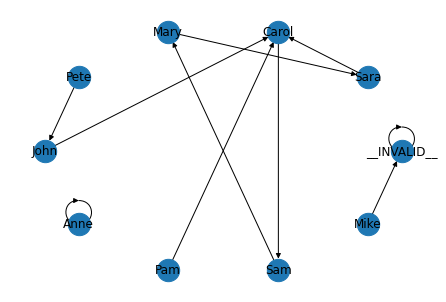 Mary
Carol
Pete
Sara
John
__INVALID__
Anne
Mike
Pam
Sam